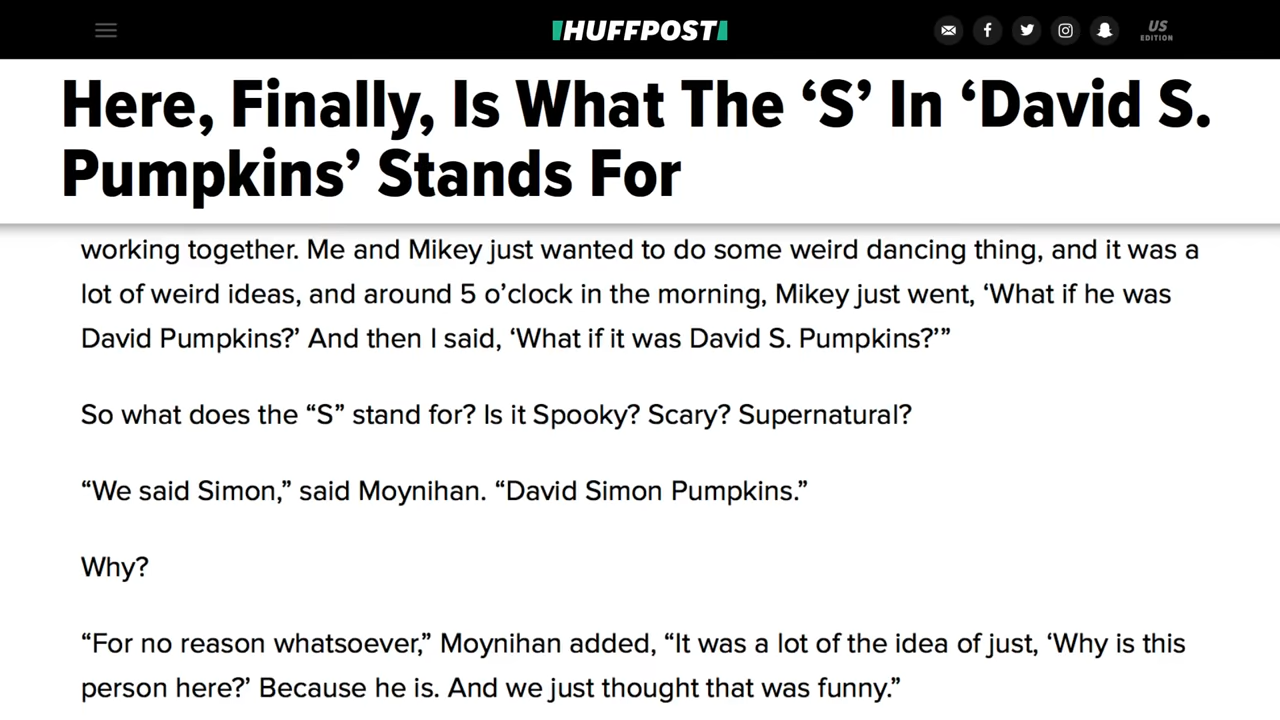 HUFFPOST
US
EDITION
Here, Finally, Is What The ‘S’ In ‘David S.
Pumpkins’ Stands For
working together. Me and Mikey just wanted to do some weird dancing thing, and it was a
lot of weird ideas, and around 5 o’clock in the morning, Mikey just went, ‘What if he was
David Pumpkins?’ And then I said, ‘What if it was David S. Pumpkins?’”
So what does the “S” stand for? Is it Spooky? Scary? Supernatural?
“We said Simon,” said Moynihan. “David Simon Pumpkins.”
Why?
“For no reason whatsoever,” Moynihan added, “It was a lot of the idea of just, ‘Why is this
person here?’ Because he is. And we just thought that was funny.”